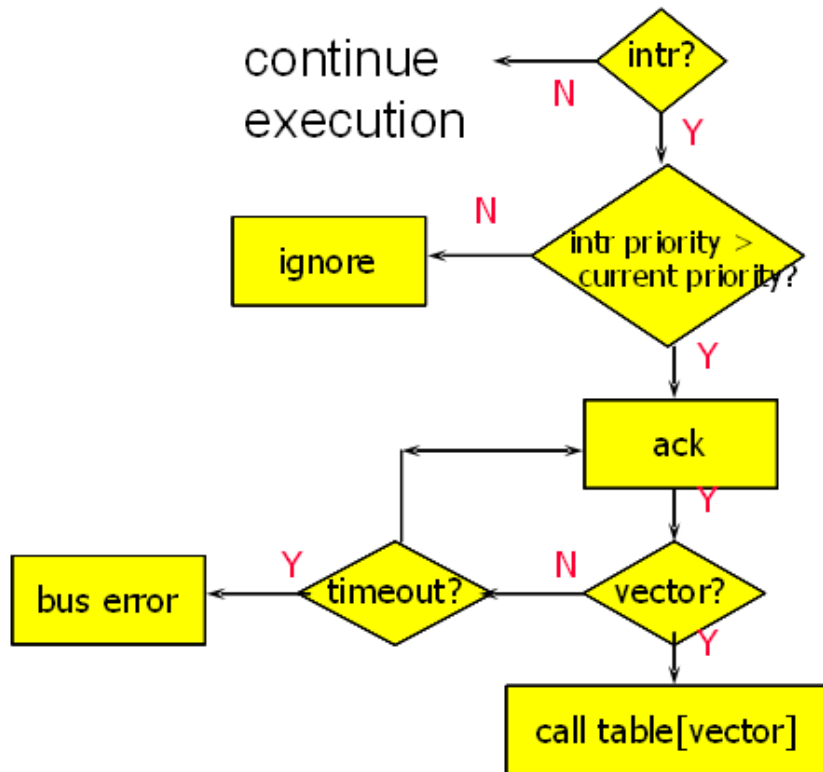 intr?
continue
execution
N
Y
N
intr priority >
current priority?
ignore
Y
ack
Y
Y
N
timeout?
vector?
bus error
Y
call table[vector]